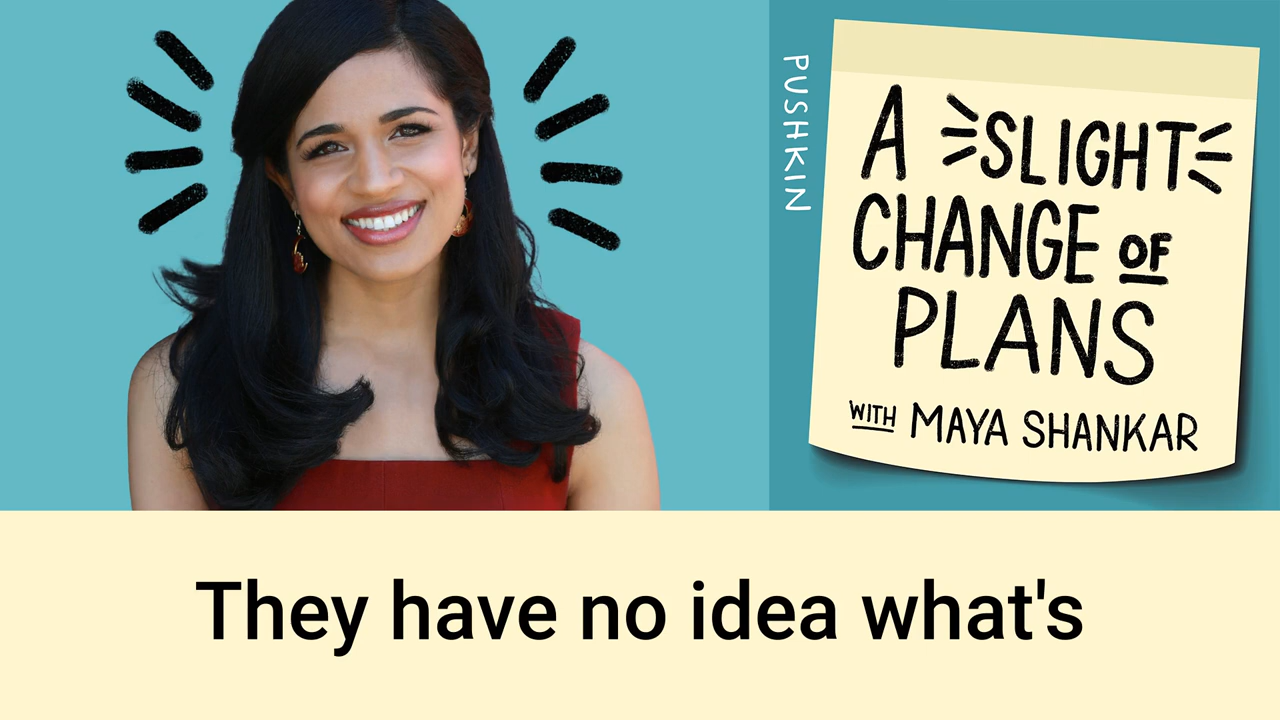 PUSHKIN
A SLIGHT
CHANGE OF
PLANS
WITH MAYA SHANKAR
They have no idea what's